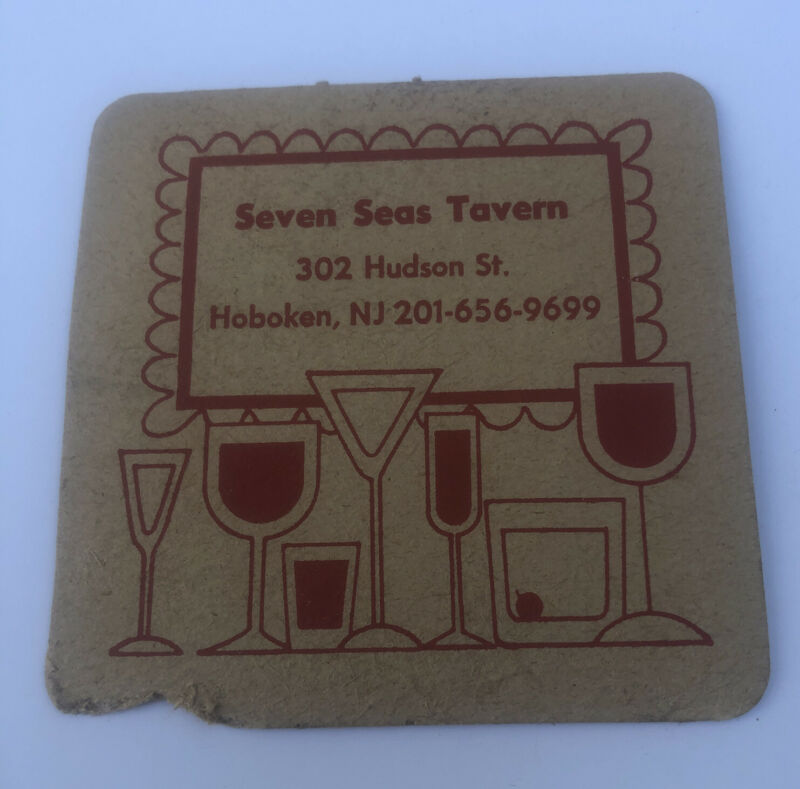 Seven Seas Tavern
302 Hudson St.
Hoboken, NJ 201-656-9699